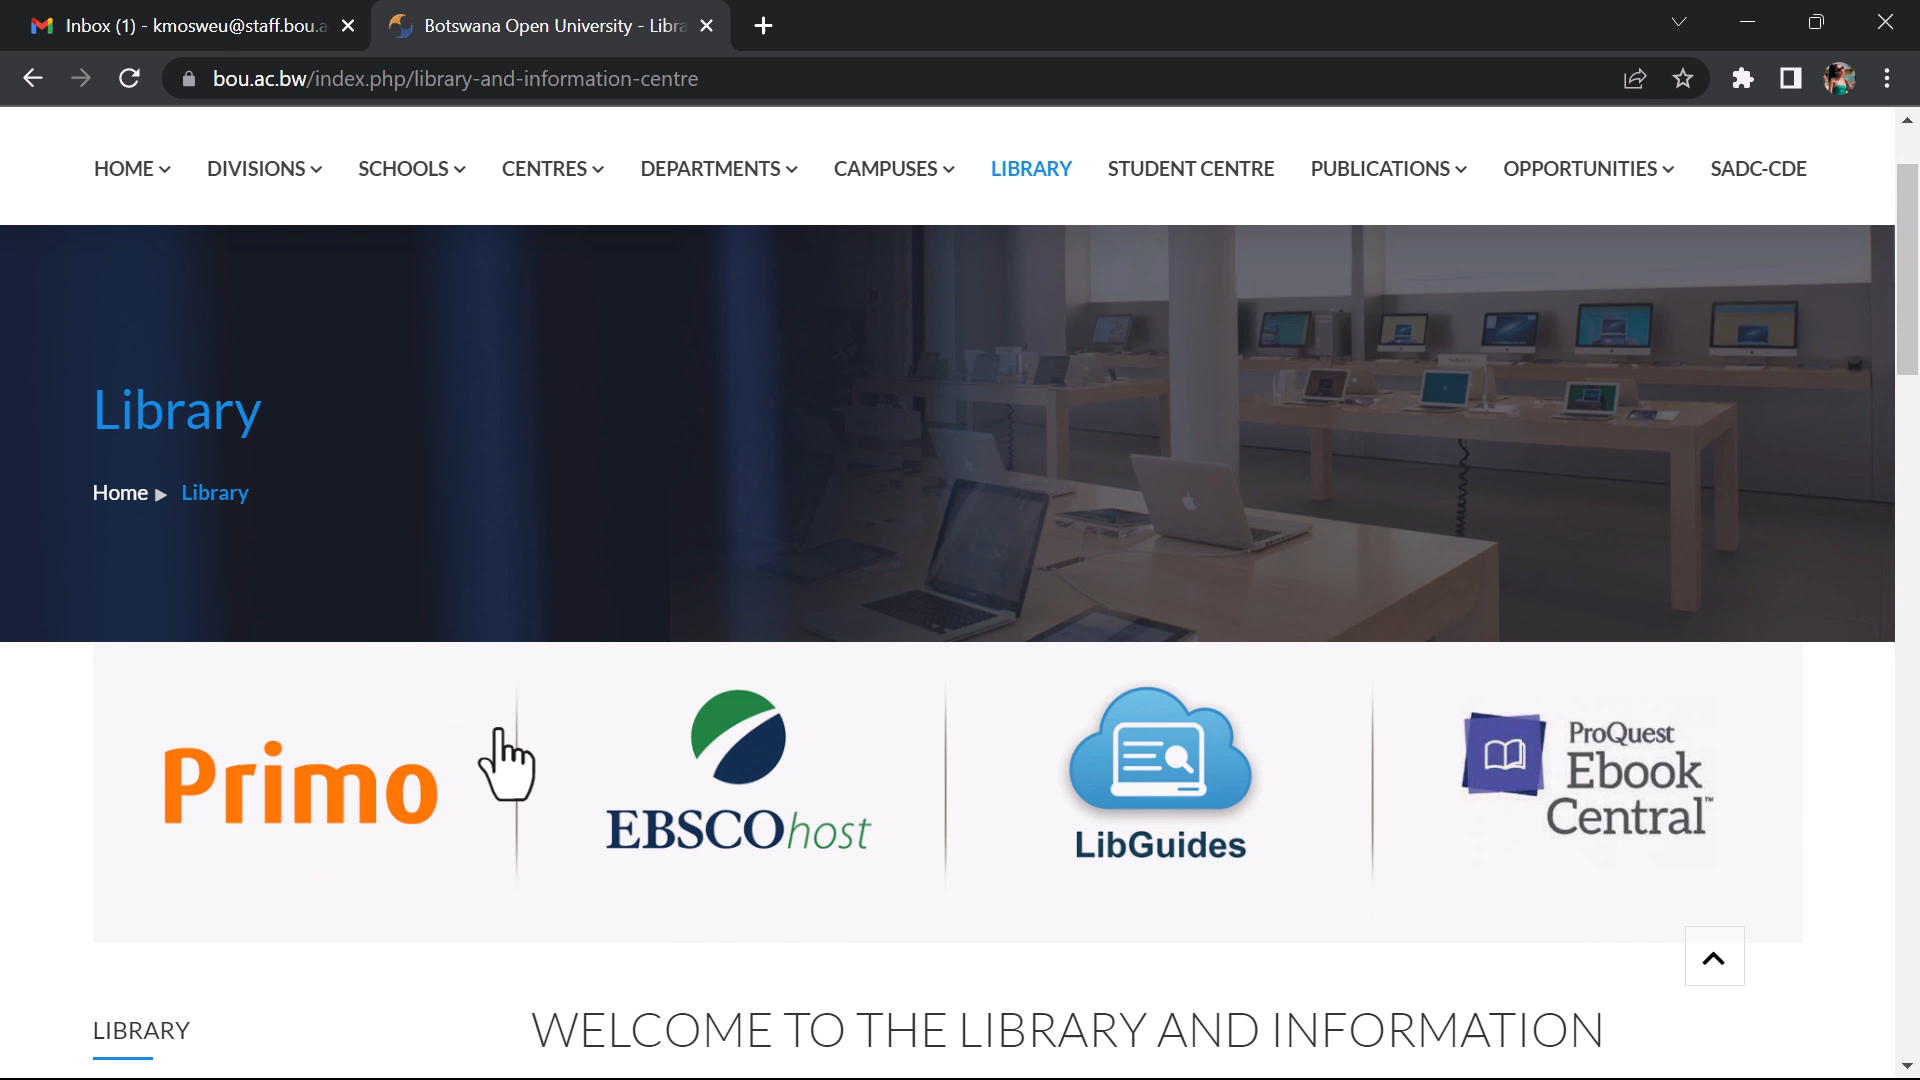 Inbox (1) - kmosweu@staff.bou.a
Botswana Open University - Libra
bou.ac.bw/index.php/library-and-information-centre
HOME DIVISIONS SCHOOLS CENTRES DEPARTMENTS CAMPUSES LIBRARY STUDENT CENTRE PUBLICATIONS OPPORTUNITIES SADC-CDE
Library
Home ▸ Library
Primo
EBSCOhost
LibGuides
ProQuest
Ebook
Central™
LIBRARY
WELCOME TO THE LIBRARY AND INFORMATION